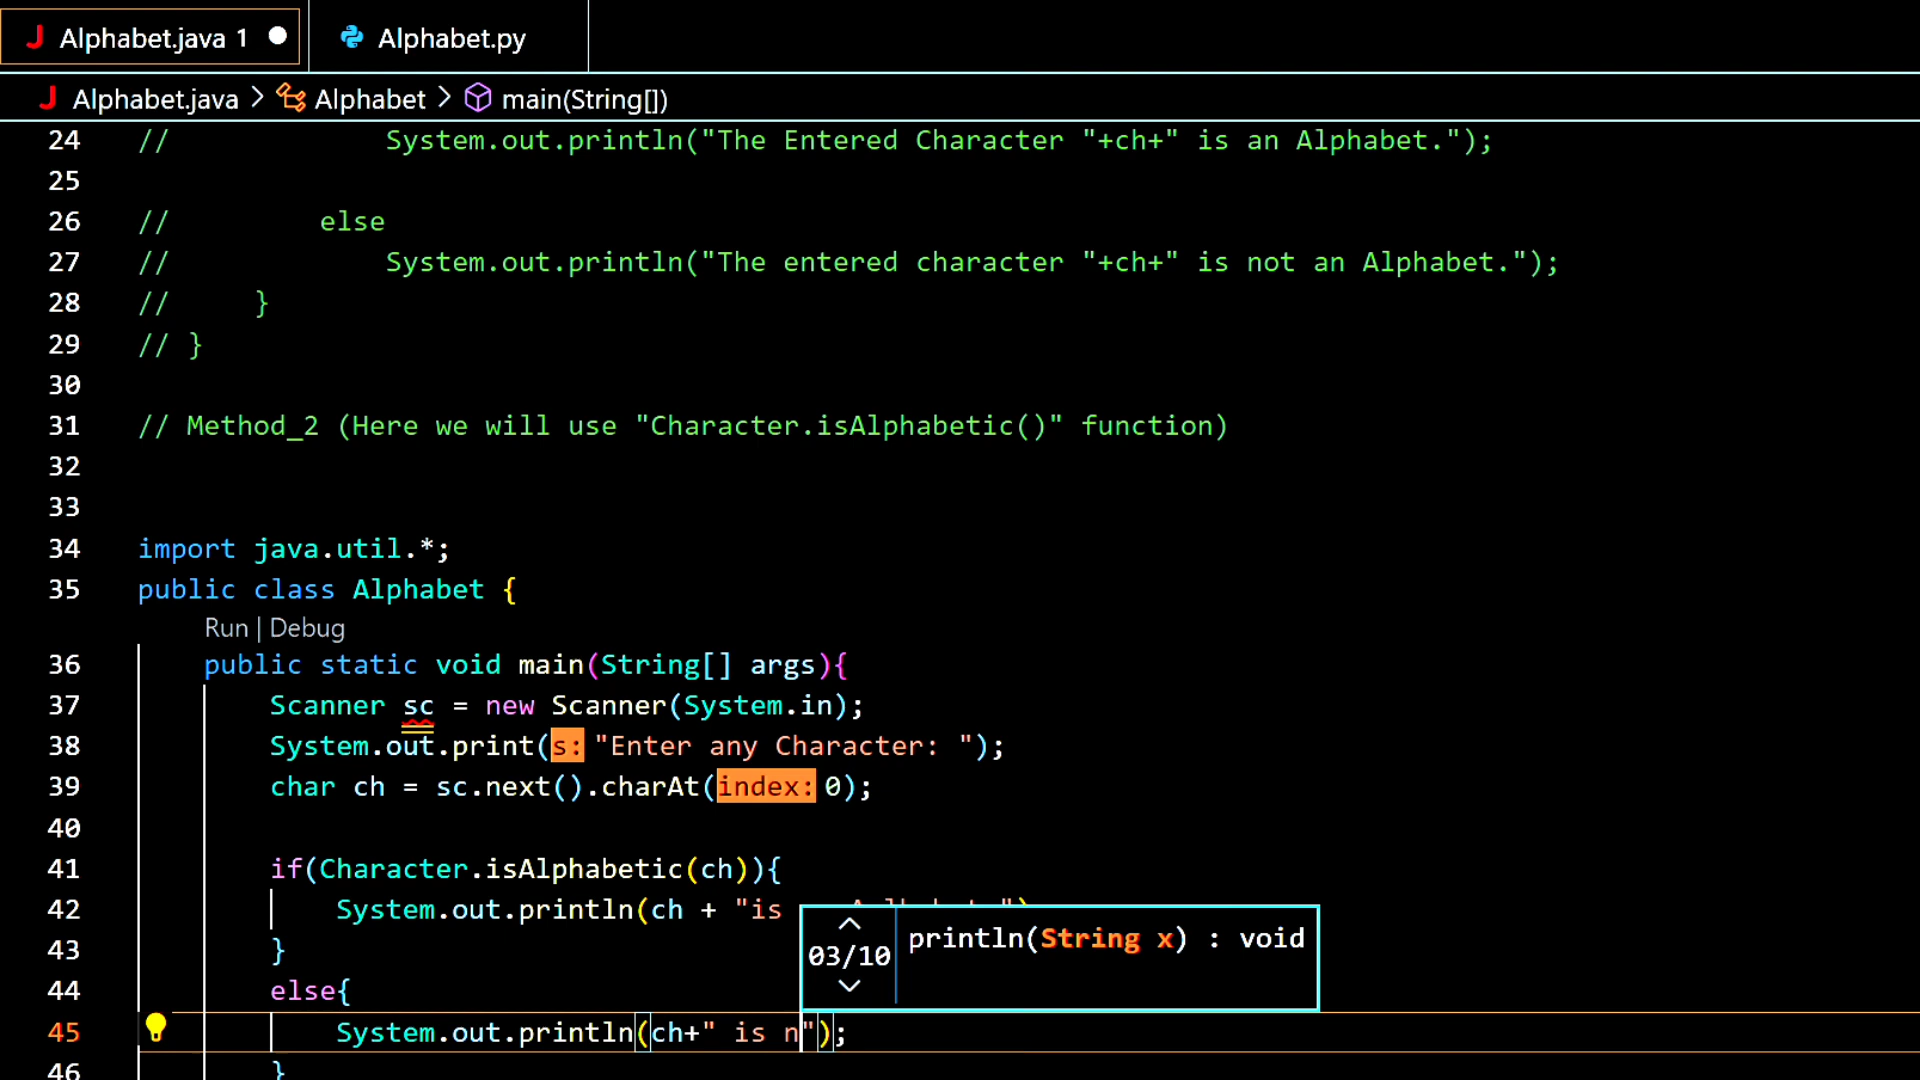 Alphabet.java 1
Alphabet.py
Alphabet.java > Alphabet > main(String[])
24 // System.out.println("The Entered Character "+ch+" is an Alphabet.");
25
26 // else
27 // System.out.println("The entered character "+ch+" is not an Alphabet.");
28 // }
29 // }
30
31 // Method_2 (Here we will use "Character.isAlphabetic()" function)
32
33
34 import java.util.*;
35 public class Alphabet {
Run | Debug
36 public static void main(String[] args){
37 Scanner sc = new Scanner(System.in);
38 System.out.print(s: "Enter any Character: ");
39 char ch = sc.next().charAt(index: 0);
40
41 if(Character.isAlphabetic(ch)){
42 System.out.println(ch + "is
43 }
03/10 println(String x) : void
44 else{
45 System.out.println(ch+" is n");
46 }